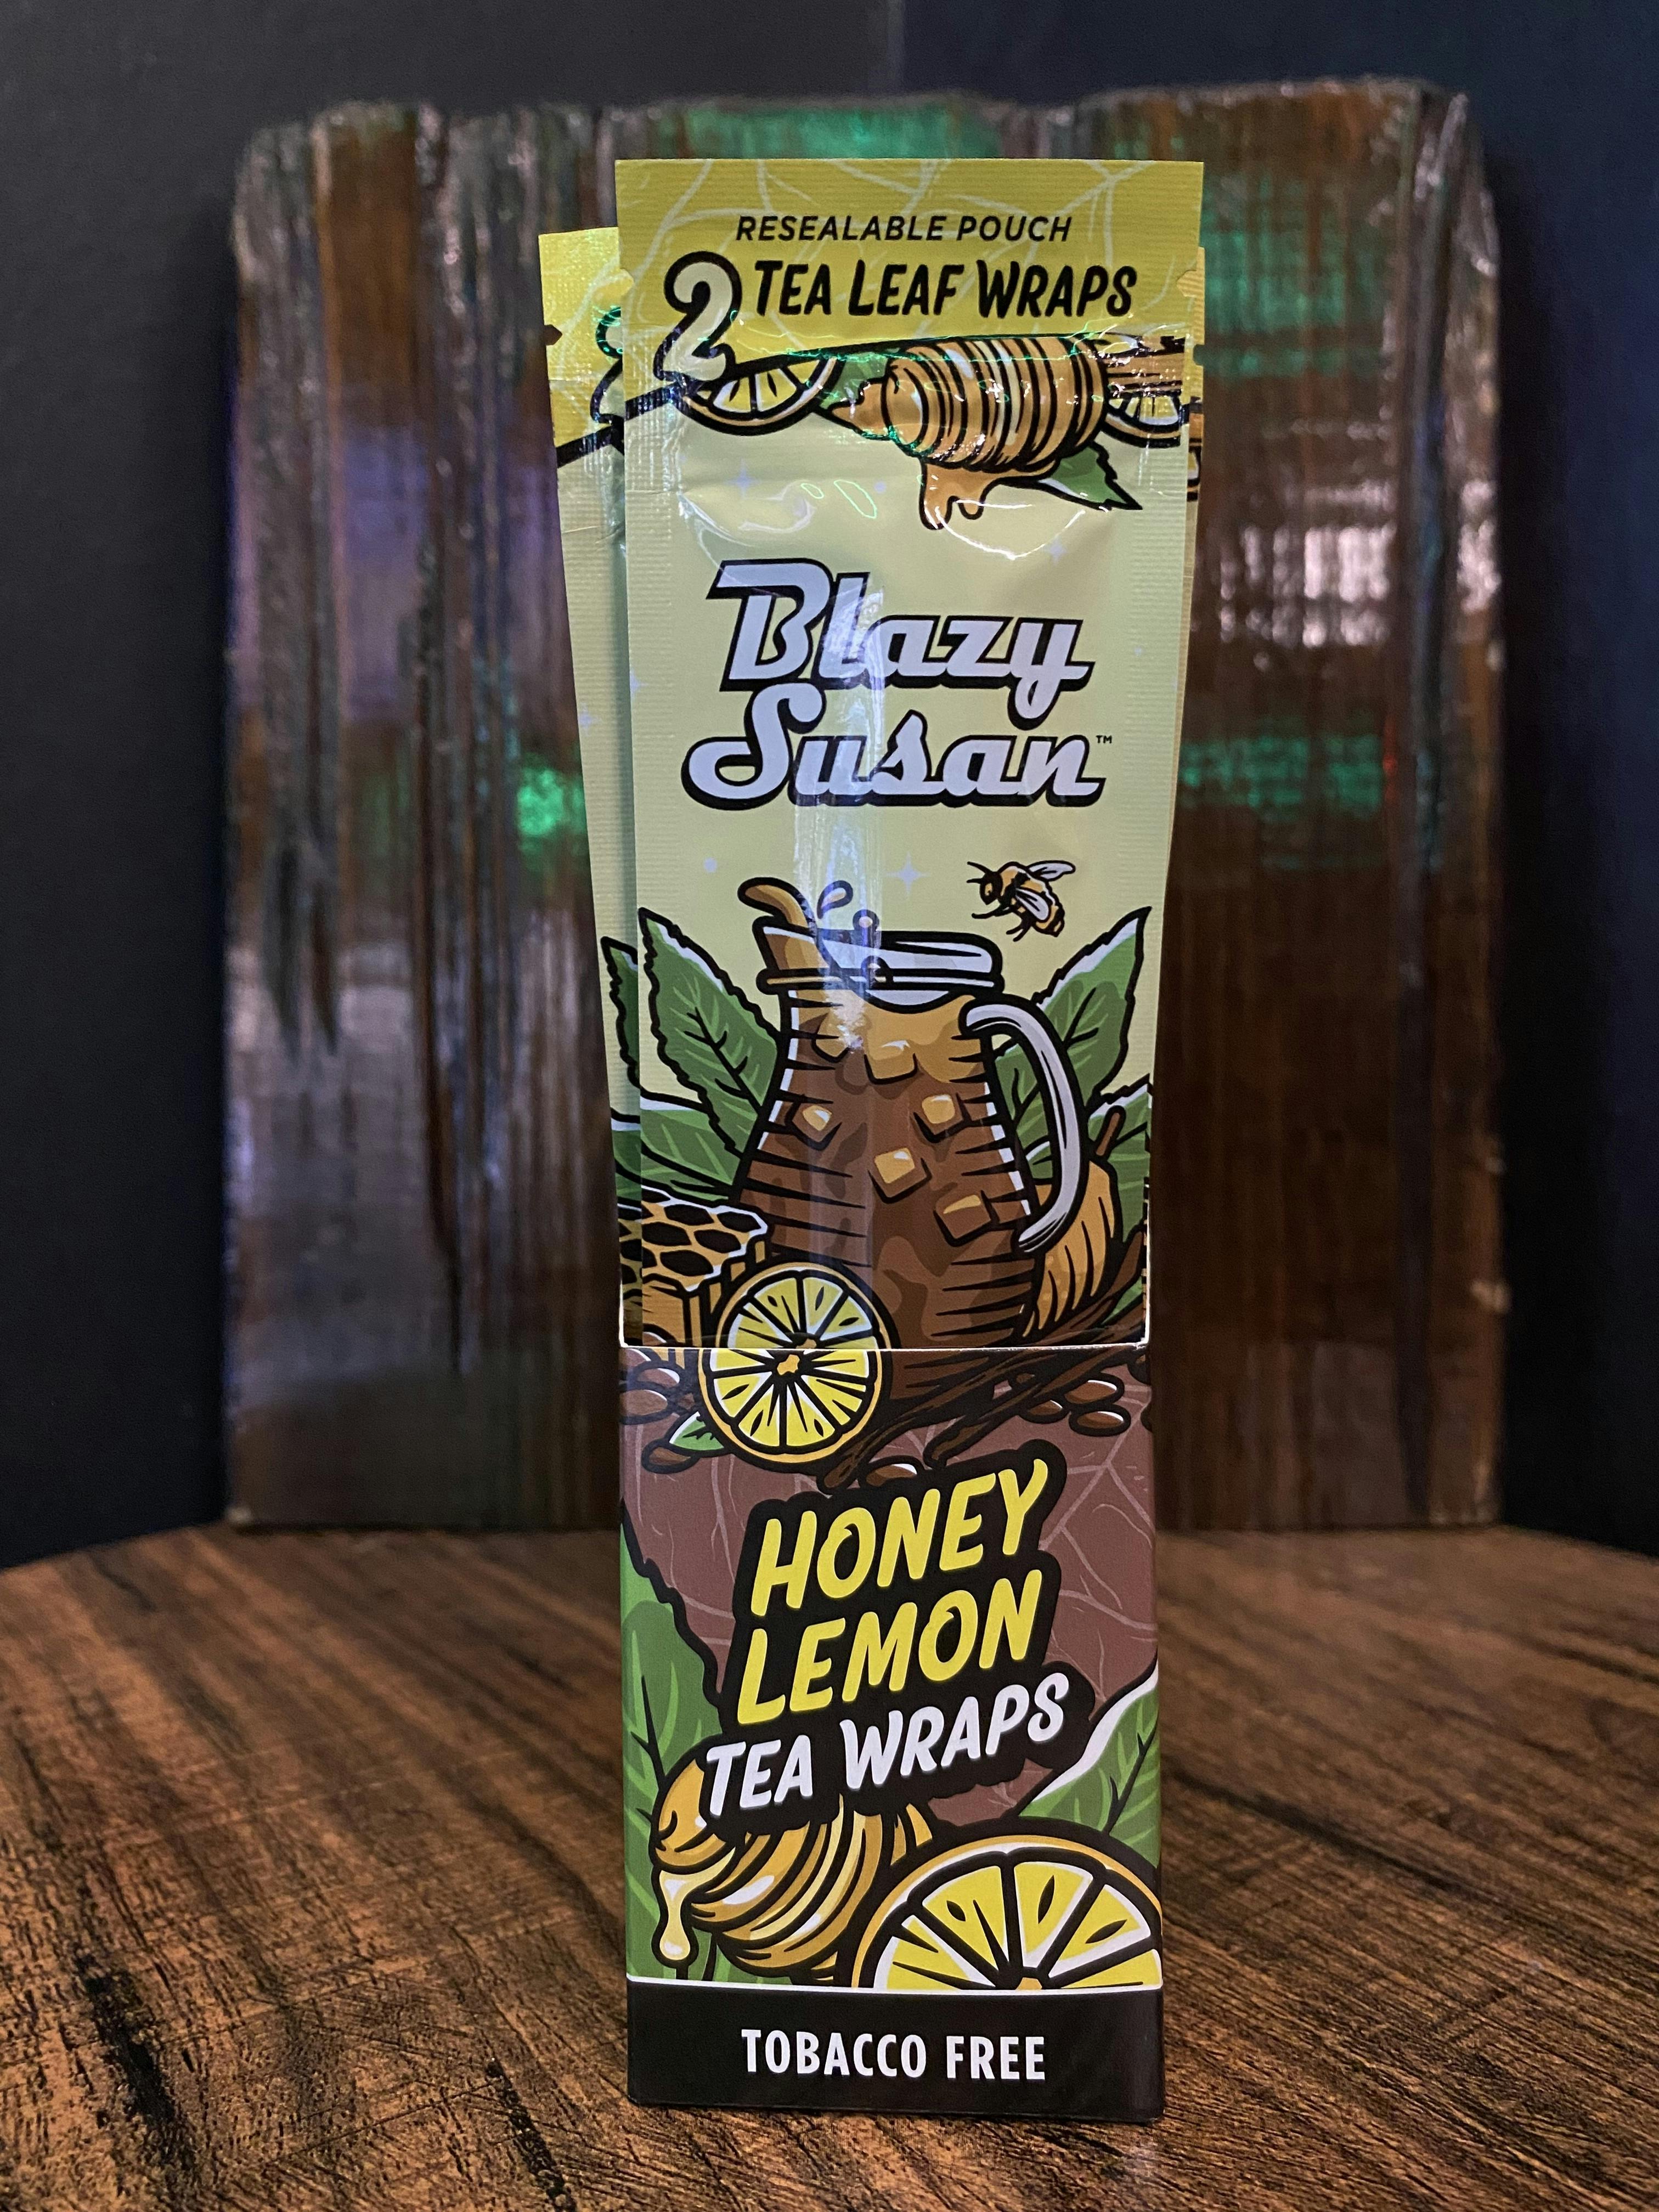 RESEALABLE POUCH
2 TEA LEAF WRAPS
Blazy
Susan™
HONEY
LEMON
TEA WRAPS
TOBACCO FREE